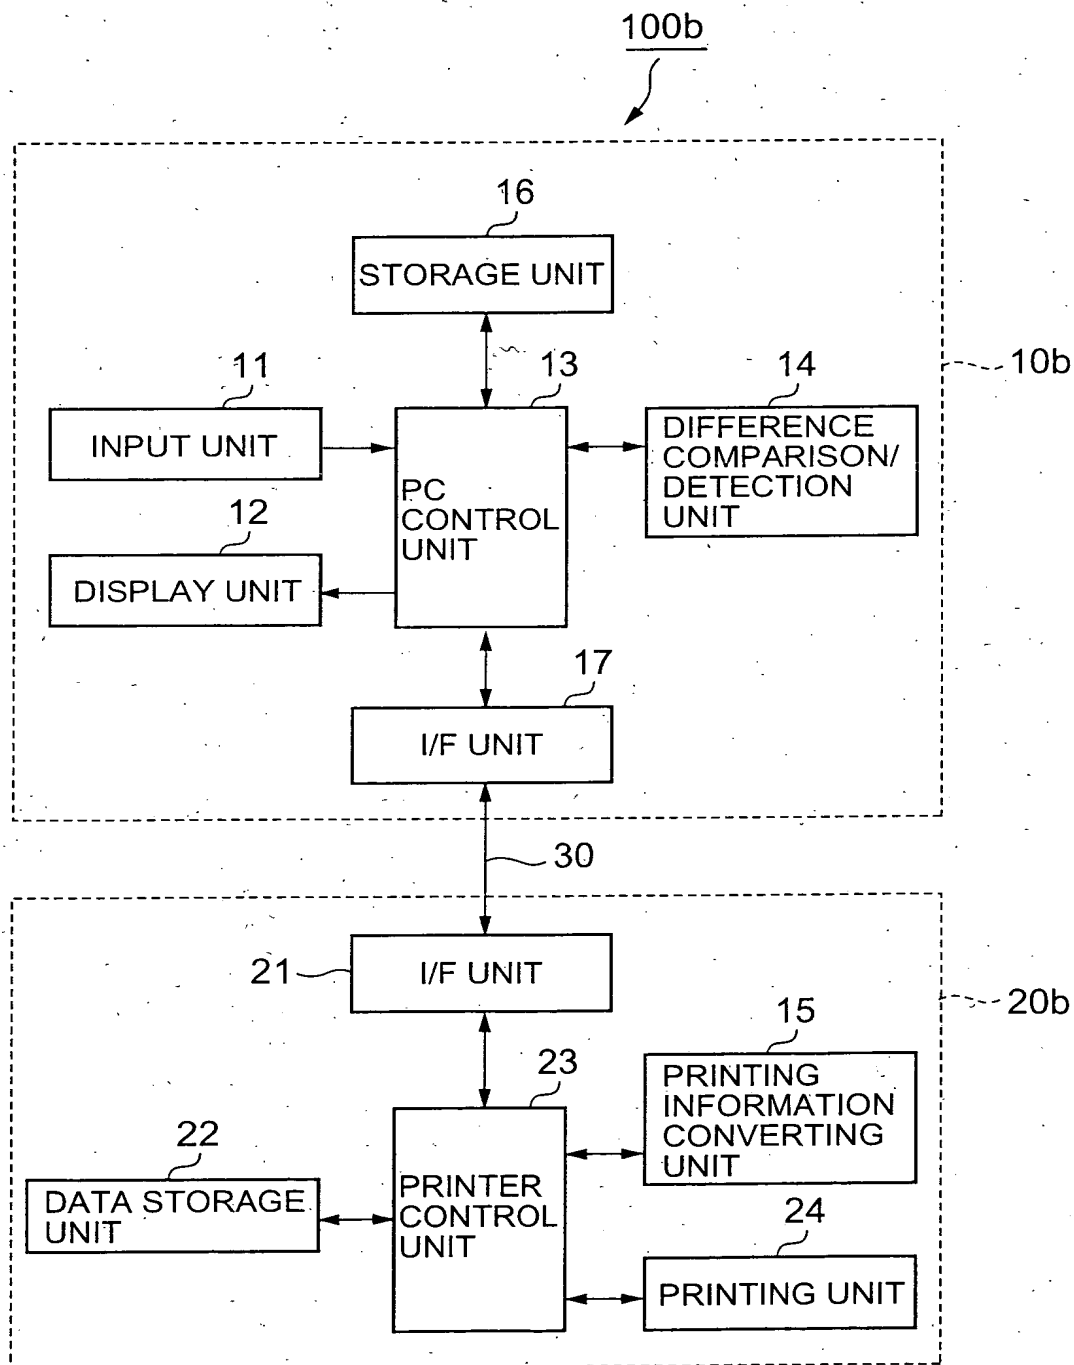 100b
16
STORAGE UNIT
10b
11
13
14
INPUT UNIT
DIFFERENCE
COMPARISON/
DETECTION
UNIT
PC
CONTROL
UNIT
12
DISPLAY UNIT
17
I/F UNIT
30
21
I/F UNIT
20b
15
23
PRINTING
INFORMATION
CONVERTING
UNIT
22
DATA STORAGE
UNIT
PRINTER
CONTROL
UNIT
24
PRINTING UNIT